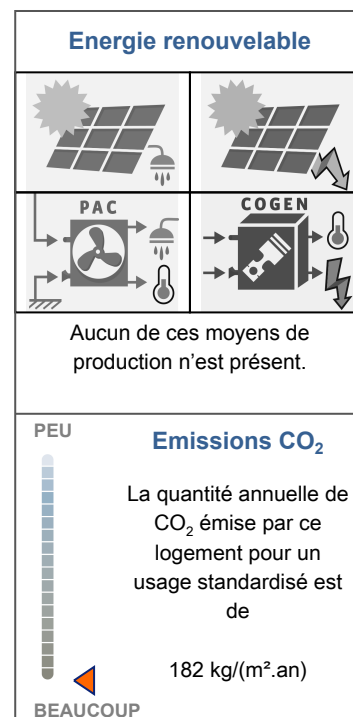 Energie renouvelable
PAC
COGEN
Aucun de ces moyens de
production n'est présent.
PEU
Emissions CO₂
La quantité annuelle de
CO₂ émise par ce
logement pour un
usage standardisé est
de
182 kg/(m².an)
BEAUCOUP